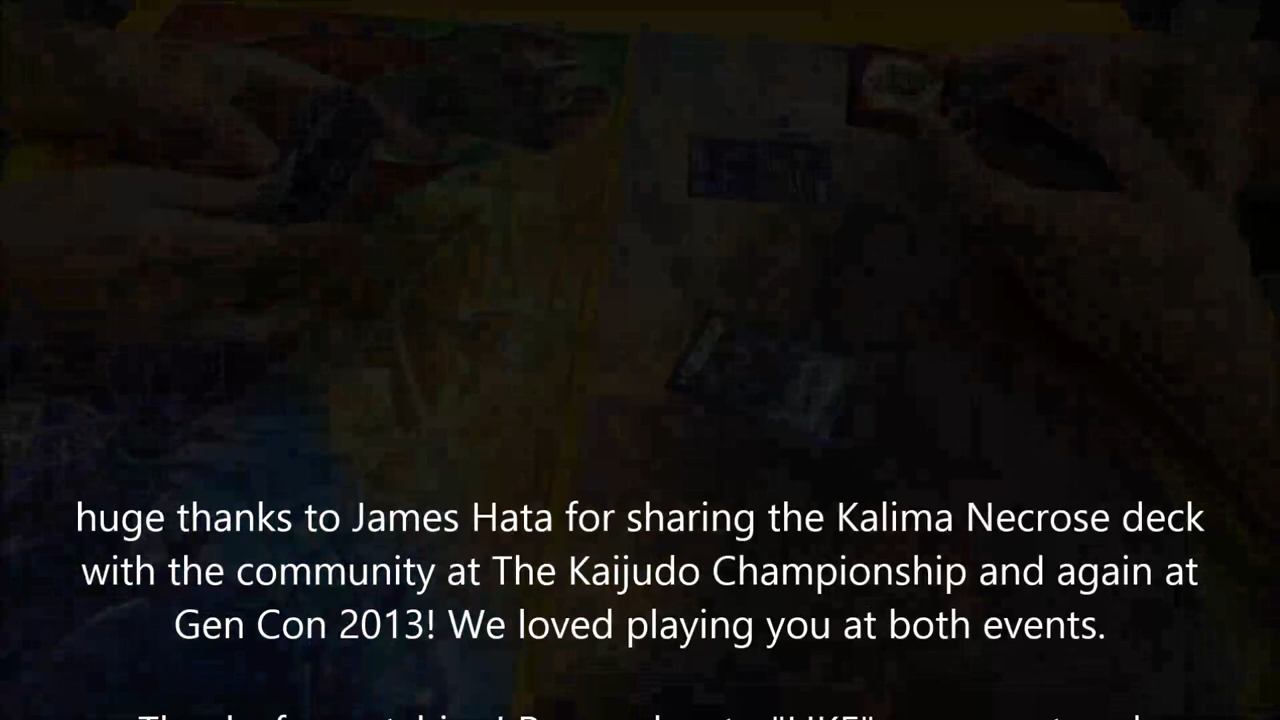 huge thanks to James Hata for sharing the Kalima Necrose deck
with the community at The Kaijudo Championship and again at
Gen Con 2013! We loved playing you at both events.